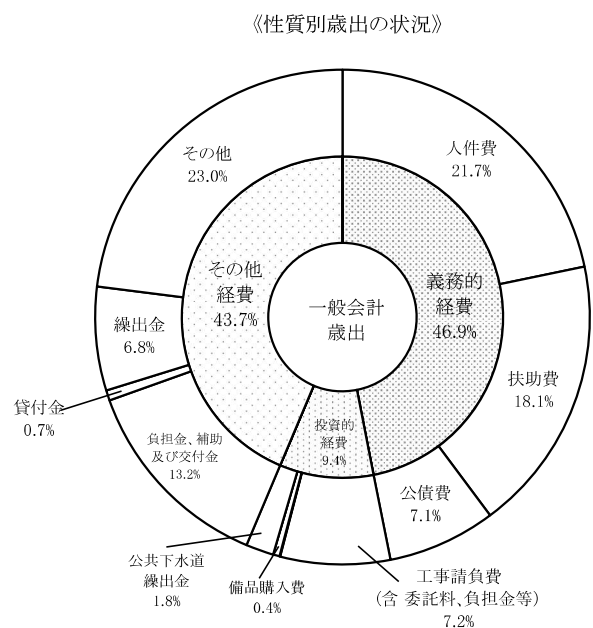 《性質別歳出の状況》
人件費
21.7%
扶助費
18.1%
公債費
7.1%
工事請負費
(含 委託料、負担金等)
7.2%
備品購入費
0.4%
公共下水道
繰出金
1.8%
負担金、補助
及び交付金
13.2%
貸付金
0.7%
繰出金
6.8%
その他
23.0%
義務的
経費
46.9%
投資的
経費
9.4%
その他
経費
43.7%
一般会計
歳出